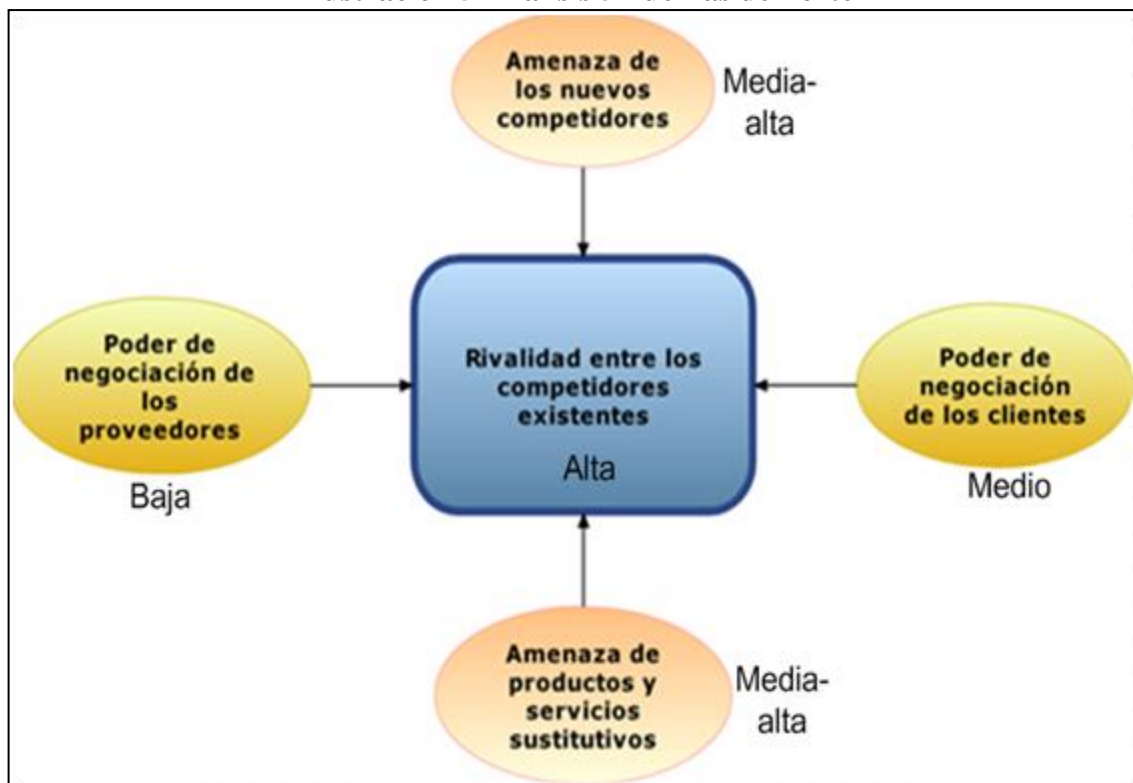 Amenaza de
los nuevos
competidores
Media-
alta
Poder de
negociación de
los
proveedores
Baja
Rivalidad entre los
competidores
existentes
Alta
Poder de
negociación
de los clientes
Medio
Amenaza de
productos y
servicios
sustitutivos
Media-
alta